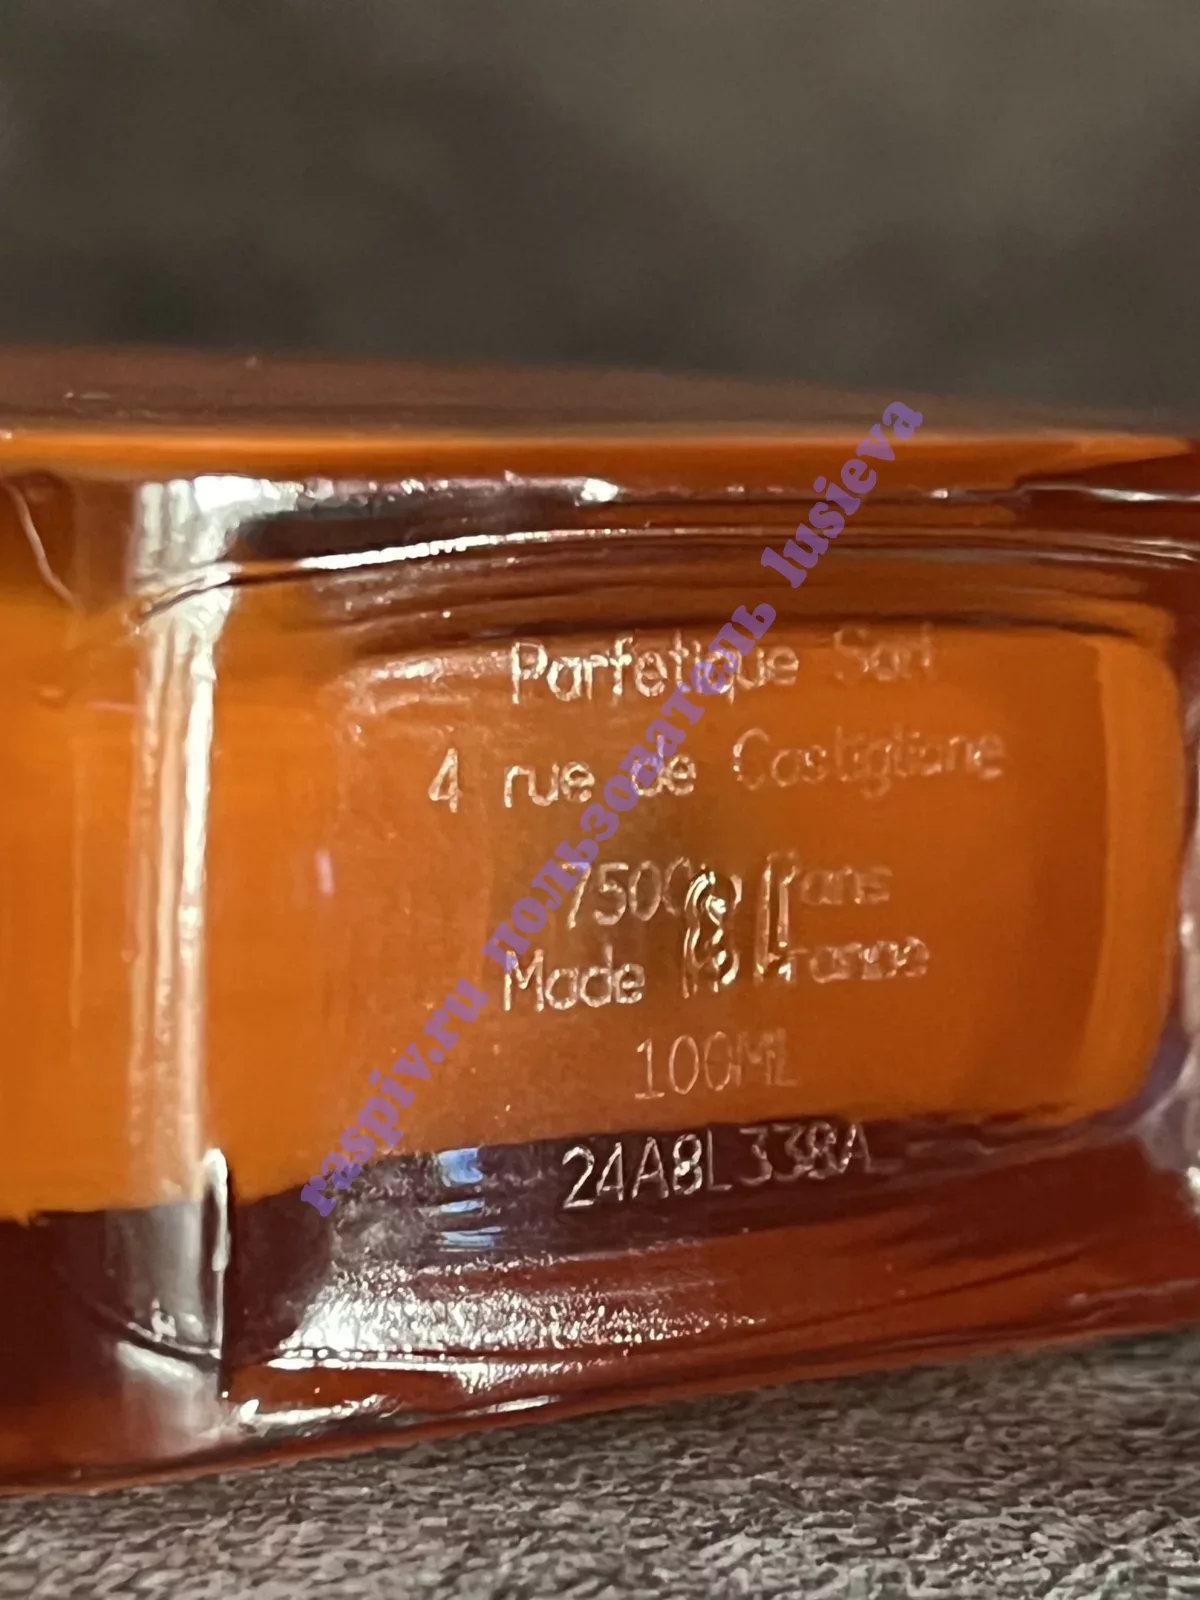 Parfetique Sarl
4 rue de Castiglione
75001 Paris
Made in France
100ML
24A8L338A
raspiv.ru пользователь lusieva